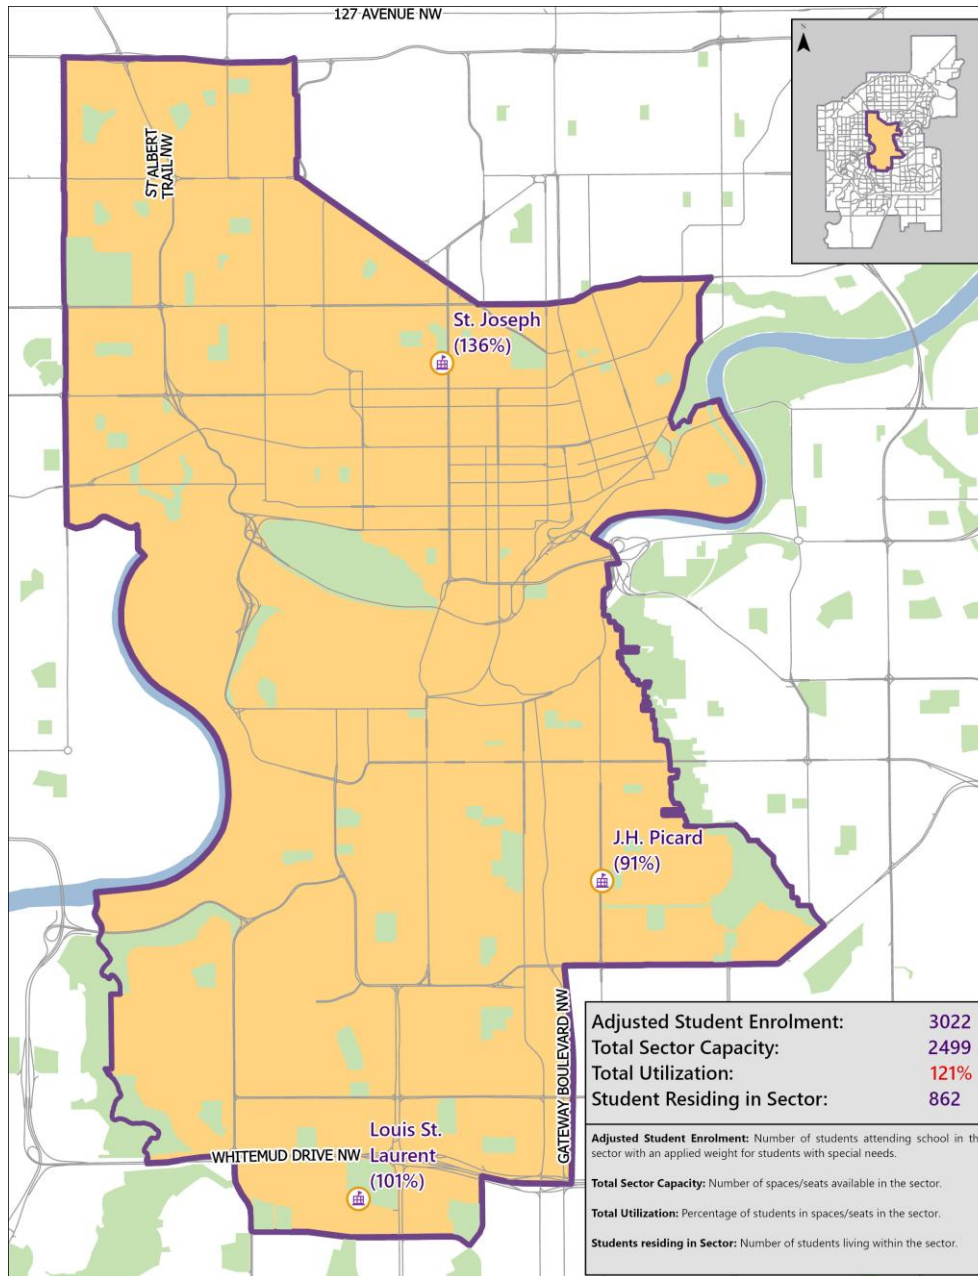 127 AVENUE NW
N
ST ALBERT
TRAIL NW
St. Joseph
(136%)
J.H. Picard
(91%)
GATEWAY BOULEVARD NW
Louis St.
Laurent
(101%)
WHITEMUD DRIVE NW
Adjusted Student Enrolment: 3022
Total Sector Capacity: 2499
Total Utilization: 121%
Student Residing in Sector: 862
Adjusted Student Enrolment: Number of students attending school in th
sector with an applied weight for students with special needs.
Total Sector Capacity: Number of spaces/seats available in the sector.
Total Utilization: Percentage of students in spaces/seats in the sector.
Students residing in Sector: Number of students living within the sector.